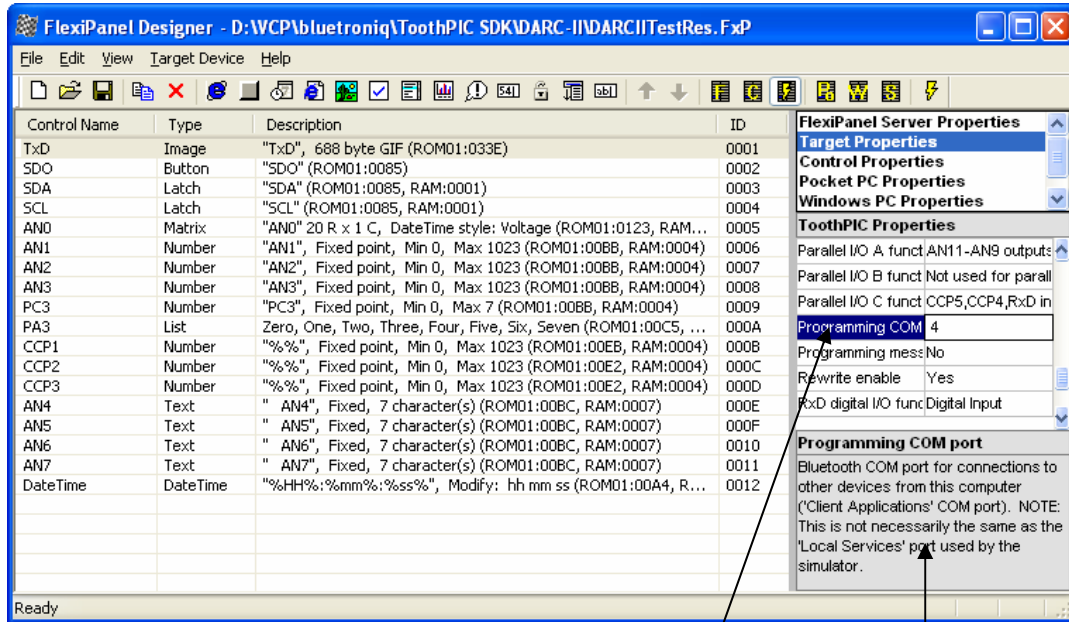 FlexiPanel Designer - D:\VCP\bluetroniq\ToothPIC SDK\DARC-II\DARCIITestRes.FxP
File Edit View Target Device Help
Control Name Type Description ID
TxD Image "TxD", 688 byte GIF (ROM01:033E) 0001
SDO Button "SDO" (ROM01:0085) 0002
SDA Latch "SDA" (ROM01:0085, RAM:0001) 0003
SCL Latch "SCL" (ROM01:0085, RAM:0001) 0004
AN0 Matrix "AN0" 20 R x 1 C, DateTime style: Voltage (ROM01:0123, RAM... 0005
AN1 Number "AN1", Fixed point, Min 0, Max 1023 (ROM01:00BB, RAM:0004) 0006
AN2 Number "AN2", Fixed point, Min 0, Max 1023 (ROM01:00BB, RAM:0004) 0007
AN3 Number "AN3", Fixed point, Min 0, Max 1023 (ROM01:00BB, RAM:0004) 0008
PC3 Number "PC3", Fixed point, Min 0, Max 7 (ROM01:00BB, RAM:0004) 0009
PA3 List Zero, One, Two, Three, Four, Five, Six, Seven (ROM01:00C5, ... 000A
CCP1 Number "%%", Fixed point, Min 0, Max 1023 (ROM01:00EB, RAM:0004) 000B
CCP2 Number "%%", Fixed point, Min 0, Max 1023 (ROM01:00E2, RAM:0004) 000C
CCP3 Number "%%", Fixed point, Min 0, Max 1023 (ROM01:00E2, RAM:0004) 000D
AN4 Text " AN4", Fixed, 7 character(s) (ROM01:00BC, RAM:0007) 000E
AN5 Text " AN5", Fixed, 7 character(s) (ROM01:00BC, RAM:0007) 000F
AN6 Text " AN6", Fixed, 7 character(s) (ROM01:00BC, RAM:0007) 0010
AN7 Text " AN7", Fixed, 7 character(s) (ROM01:00BC, RAM:0007) 0011
DateTime DateTime "%HH%:%mm%:%ss%", Modify: hh mm ss (ROM01:00A4, R... 0012
FlexiPanel Server Properties
Target Properties
Control Properties
Pocket PC Properties
Windows PC Properties
ToothPIC Properties
Parallel I/O A funct AN11-AN9 outputs
Parallel I/O B funct Not used for parall
Parallel I/O C funct CCP5,CCP4,RxD in
Programming COM 4
Programming mess No
Rewrite enable Yes
RxD digital I/O func Digital Input
Programming COM port
Bluetooth COM port for connections to
other devices from this computer
('Client Applications' COM port). NOTE:
This is not necessarily the same as the
'Local Services' port used by the
simulator.
Ready